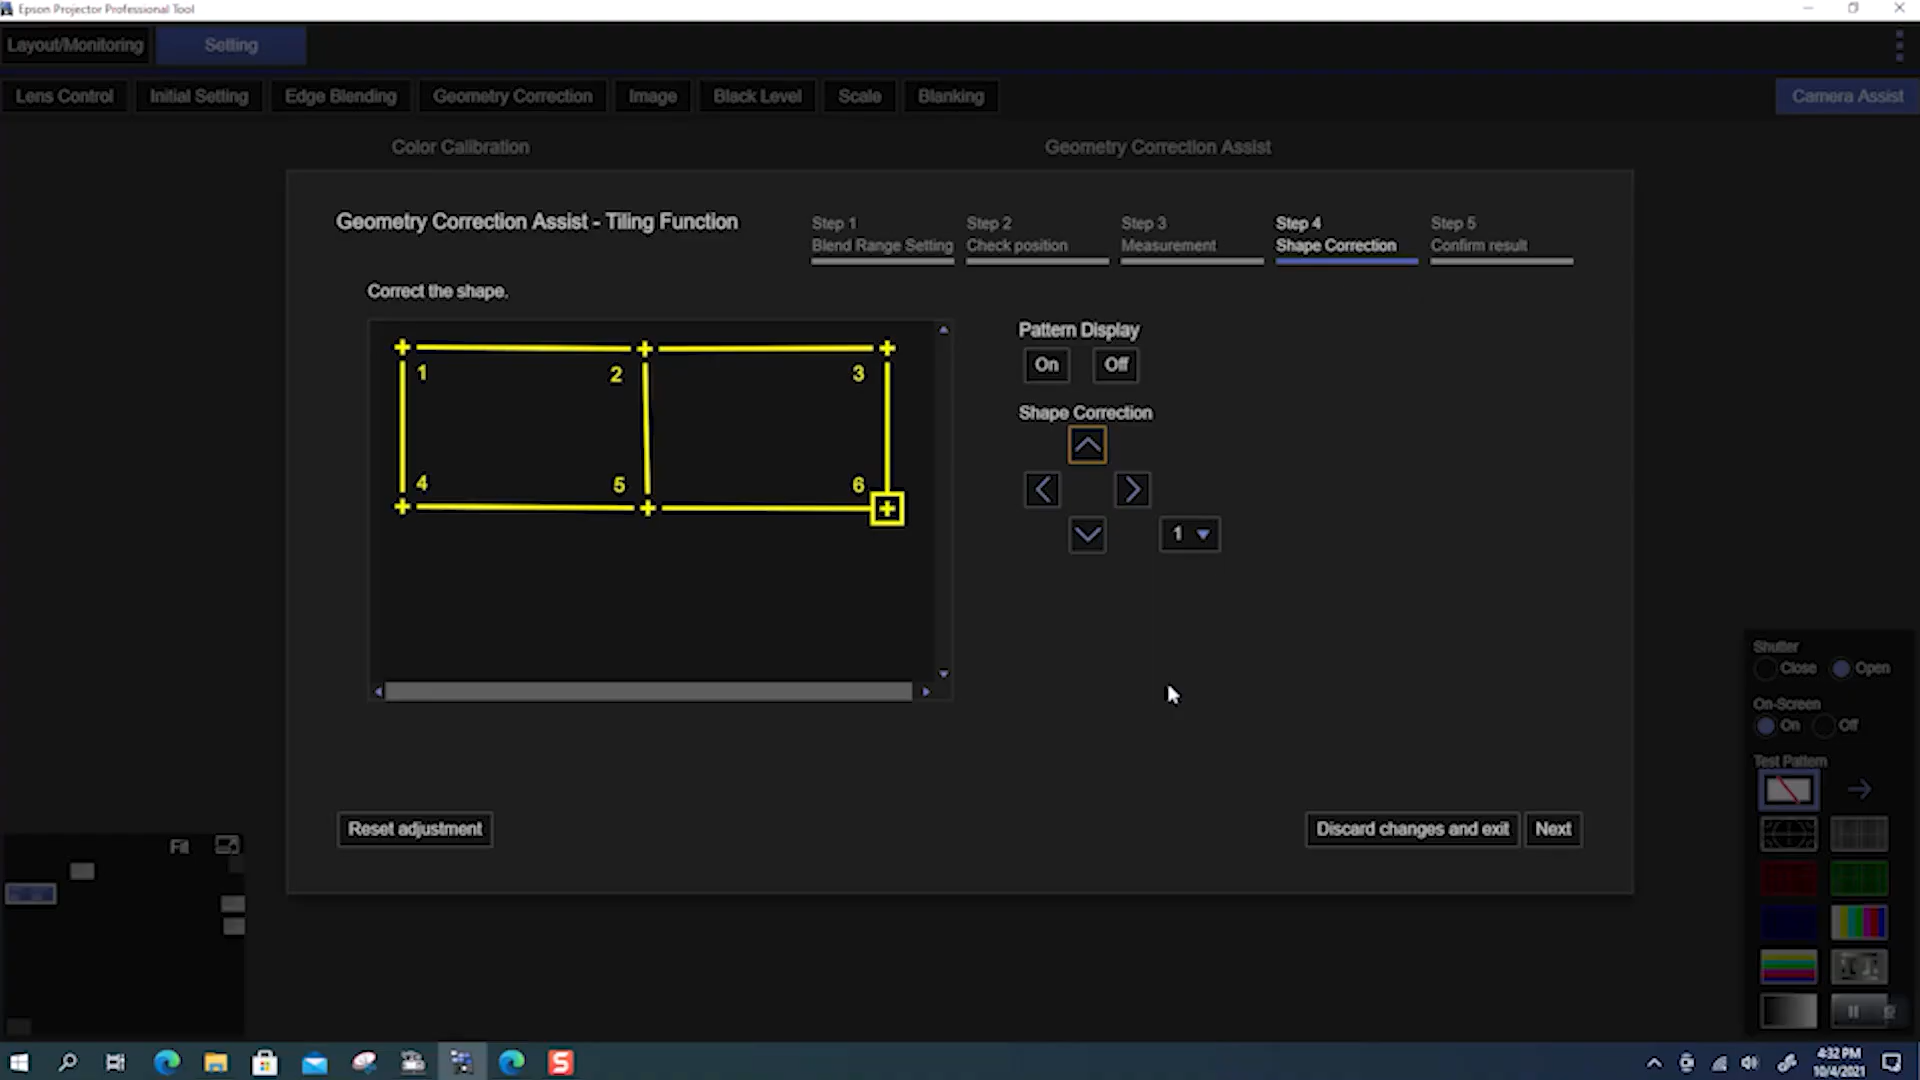 Epson Projector Professional Tool
Layout/Monitoring
Setting
Lens Control
Initial Setting
Edge Blending
Geometry Correction
Image
Black Level
Scale
Blanking
Camera Assist
Color Calibration
Geometry Correction Assist
Geometry Correction Assist - Tiling Function
Step 1
Blend Range Setting
Step 2
Check position
Step 3
Measurement
Step 4
Shape Correction
Step 5
Confirm result
Correct the shape.
1
2
3
4
5
6
Pattern Display
On
Off
Shape Correction
1
Reset adjustment
Discard changes and exit
Next
Fit
Shutter
Close
Open
On-Screen
On
Off
Test Pattern
4:32 PM
10/4/2021